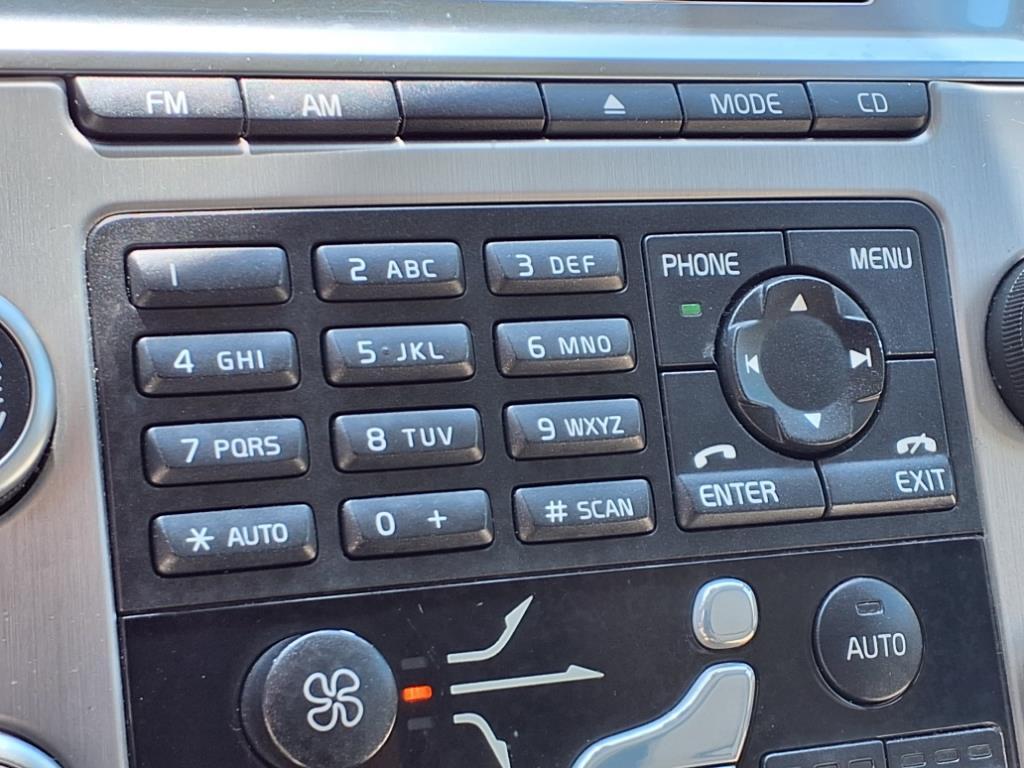 FM AM MODE CD
1 2 ABC 3 DEF PHONE MENU
4 GHI 5 JKL 6 MNO
7 PQRS 8 TUV 9 WXYZ
* AUTO 0 + # SCAN ENTER EXIT
AUTO